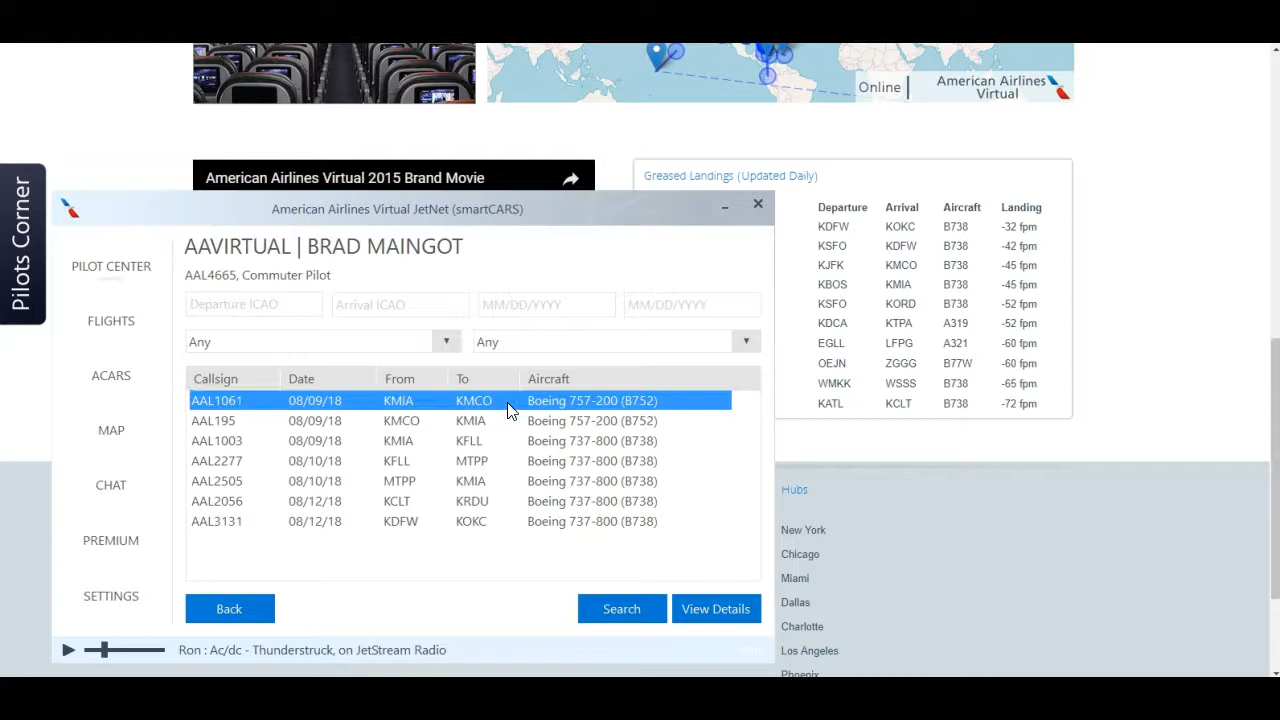 Online
American Airlines
Virtual
Pilots Corner
American Airlines Virtual 2015 Brand Movie
Greased Landings (Updated Daily)
Departure Arrival Aircraft Landing
KDFW KOKC B738 -32 fpm
KSFO KDFW B738 -42 fpm
KJFK KMCO B738 -45 fpm
KBOS KMIA B738 -45 fpm
KSFO KORD B738 -52 fpm
KDCA KTPA A319 -52 fpm
EGLL LFPG A321 -60 fpm
OEJN ZGGG B77W -60 fpm
WMKK WSSS B738 -65 fpm
KATL KCLT B738 -72 fpm
American Airlines Virtual JetNet (smartCARS)
PILOT CENTER
FLIGHTS
ACARS
MAP
CHAT
PREMIUM
SETTINGS
AAVIRTUAL | BRAD MAINGOT
AAL4665, Commuter Pilot
Departure ICAO Arrival ICAO MM/DD/YYYY MM/DD/YYYY
Any Any
Callsign Date From To Aircraft
AAL1061 08/09/18 KMIA KMCO Boeing 757-200 (B752)
AAL195 08/09/18 KMCO KMIA Boeing 757-200 (B752)
AAL1003 08/09/18 KMIA KFLL Boeing 737-800 (B738)
AAL2277 08/10/18 KFLL MTPP Boeing 737-800 (B738)
AAL2505 08/10/18 MTPP KMIA Boeing 737-800 (B738)
AAL2056 08/12/18 KCLT KRDU Boeing 737-800 (B738)
AAL3131 08/12/18 KDFW KOKC Boeing 737-800 (B738)
Back Search View Details
Ron : Ac/dc - Thunderstruck, on JetStream Radio
Hubs
New York
Chicago
Miami
Dallas
Charlotte
Los Angeles
Phoenix